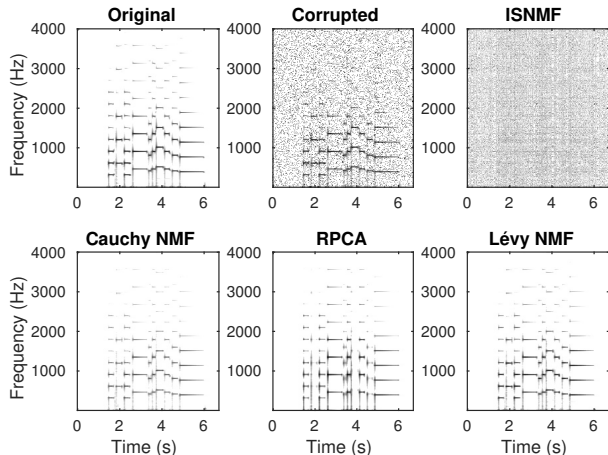 Original Corrupted ISNMF
4000 4000 4000
3000 3000 3000
2000 2000 2000
1000 1000 1000
Frequency (Hz)
0 2 4 6 0 2 4 6 0 2 4 6
Cauchy NMF RPCA Lévy NMF
4000 4000 4000
3000 3000 3000
2000 2000 2000
1000 1000 1000
Frequency (Hz)
0 2 4 6 0 2 4 6 0 2 4 6
Time (s) Time (s) Time (s)